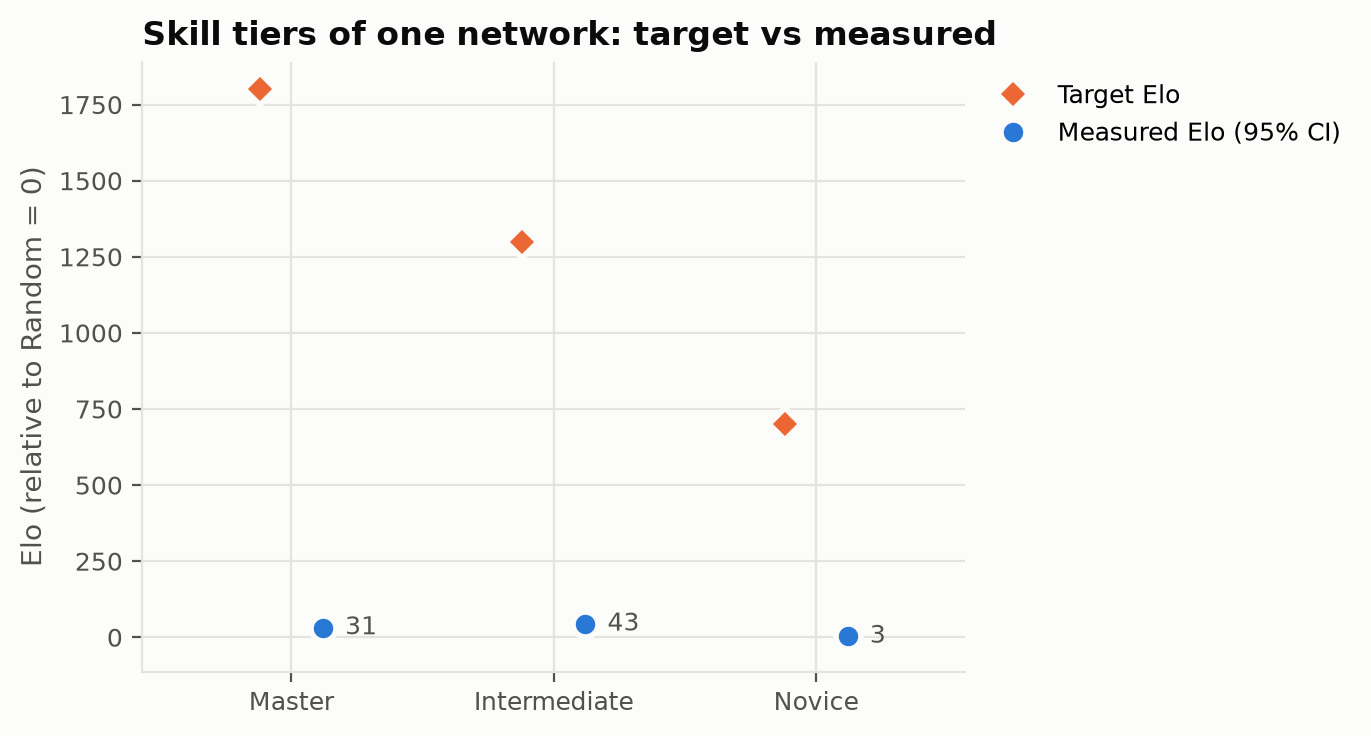 Skill tiers of one network: target vs measured
Target Elo
Measured Elo (95% CI)
Elo (relative to Random = 0)
1750
1500
1250
1000
750
500
250
0
31
43
3
Master
Intermediate
Novice